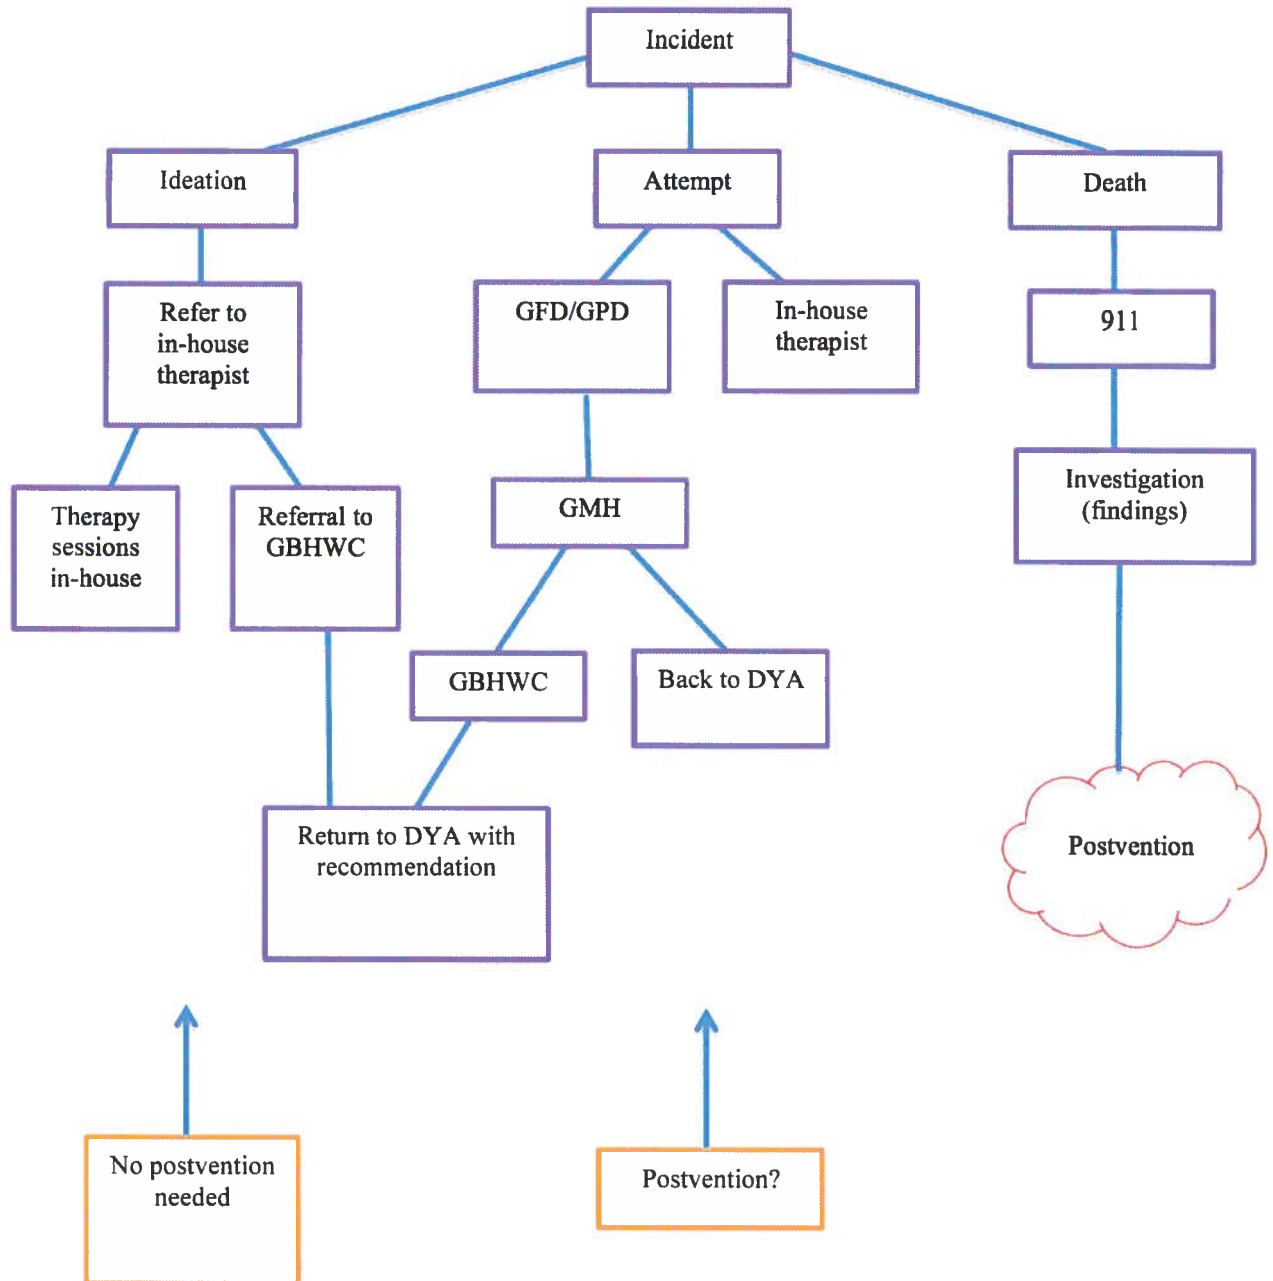 Incident
Ideation
Attempt
Death
Refer to
in-house
therapist
GFD/GPD
In-house
therapist
911
Therapy
sessions
in-house
Referral to
GBHWC
GMH
Investigation
(findings)
GBHWC
Back to DYA
Return to DYA with
recommendation
Postvention
No postvention
needed
Postvention?